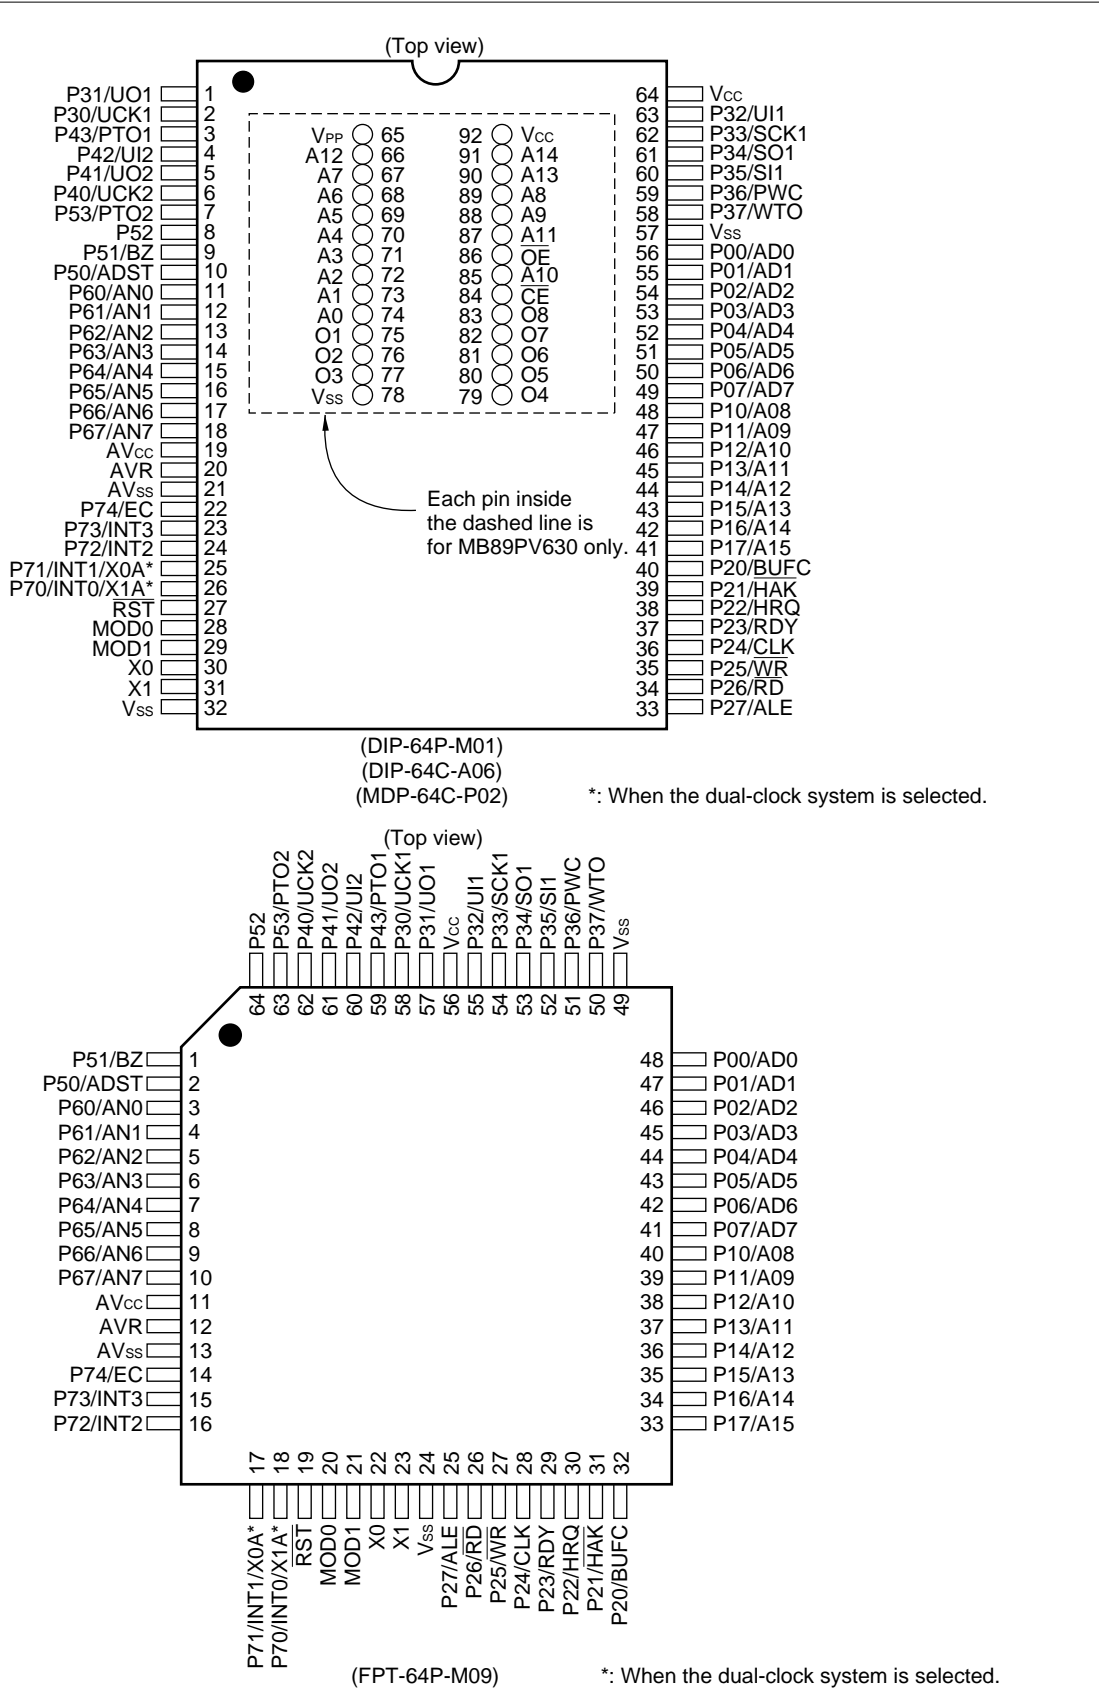 (Top view)
P31/UO1 1 64 Vcc
P30/UCK1 2 63 P32/UI1
P43/PTO1 3 VPP 65 92 Vcc 62 P33/SCK1
P42/UI2 4 A12 66 91 A14 61 P34/SO1
P41/UO2 5 A7 67 90 A13 60 P35/SI1
P40/UCK2 6 A6 68 89 A8 59 P36/PWC
P53/PTO2 7 A5 69 88 A9 58 P37/WTO
P52 8 A4 70 87 A11 57 Vss
P51/BZ 9 A3 71 86 OE 56 P00/AD0
P50/ADST 10 A2 72 85 A10 55 P01/AD1
P60/AN0 11 A1 73 84 CE 54 P02/AD2
P61/AN1 12 A0 74 83 O8 53 P03/AD3
P62/AN2 13 O1 75 82 O7 52 P04/AD4
P63/AN3 14 O2 76 81 O6 51 P05/AD5
P64/AN4 15 O3 77 80 O5 50 P06/AD6
P65/AN5 16 Vss 78 79 O4 49 P07/AD7
P66/AN6 17 48 P10/A08
P67/AN7 18 47 P11/A09
AVcc 19 46 P12/A10
AVR 20 45 P13/A11
AVss 21 44 P14/A12
P74/EC 22 43 P15/A13
P73/INT3 23 42 P16/A14
P72/INT2 24 41 P17/A15
P71/INT1/X0A* 25 40 P20/BUFC
P70/INT0/X1A* 26 39 P21/HAK
RST 27 38 P22/HRQ
MOD0 28 37 P23/RDY
MOD1 29 36 P24/CLK
X0 30 35 P25/WR
X1 31 34 P26/RD
Vss 32 33 P27/ALE
Each pin inside
the dashed line is
for MB89PV630 only.
(DIP-64P-M01)
(DIP-64C-A06)
(MDP-64C-P02)
*: When the dual-clock system is selected.
(Top view)
P52 64
P53/PTO2 63
P40/UCK2 62
P41/UO2 61
P42/UI2 60
P43/PTO1 59
P30/UCK1 58
P31/UO1 57
Vcc 56
P32/UI1 55
P33/SCK1 54
P34/SO1 53
P35/SI1 52
P36/PWC 51
P37/WTO 50
Vss 49
P51/BZ 1 48 P00/AD0
P50/ADST 2 47 P01/AD1
P60/AN0 3 46 P02/AD2
P61/AN1 4 45 P03/AD3
P62/AN2 5 44 P04/AD4
P63/AN3 6 43 P05/AD5
P64/AN4 7 42 P06/AD6
P65/AN5 8 41 P07/AD7
P66/AN6 9 40 P10/A08
P67/AN7 10 39 P11/A09
AVcc 11 38 P12/A10
AVR 12 37 P13/A11
AVss 13 36 P14/A12
P74/EC 14 35 P15/A13
P73/INT3 15 34 P16/A14
P72/INT2 16 33 P17/A15
17 P71/INT1/X0A*
18 P70/INT0/X1A*
19 RST
20 MOD0
21 MOD1
22 X0
23 X1
24 Vss
25 P27/ALE
26 P26/RD
27 P25/WR
28 P24/CLK
29 P23/RDY
30 P22/HRQ
31 P21/HAK
32 P20/BUFC
(FPT-64P-M09)
*: When the dual-clock system is selected.